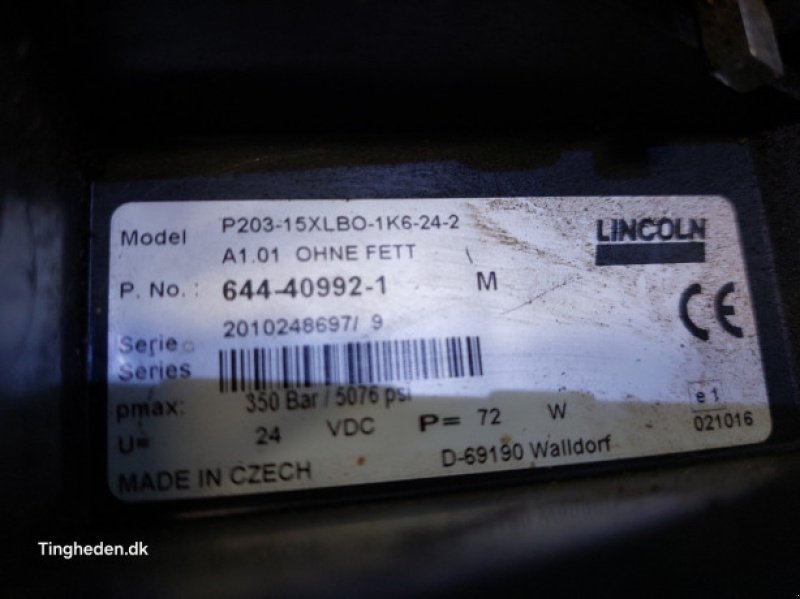 Model P203-15XLBO-1K6-24-2
LINCOLN
A1.01 OHNE FETT
P. No.: 644-40992-1 M
CE
Serie 2010248697/ 9
Series
pmax: 350 Bar / 5076 psi
U= 24 VDC P= 72 W
e1
021016
MADE IN CZECH D-69190 Walldorf
Tingheden.dk